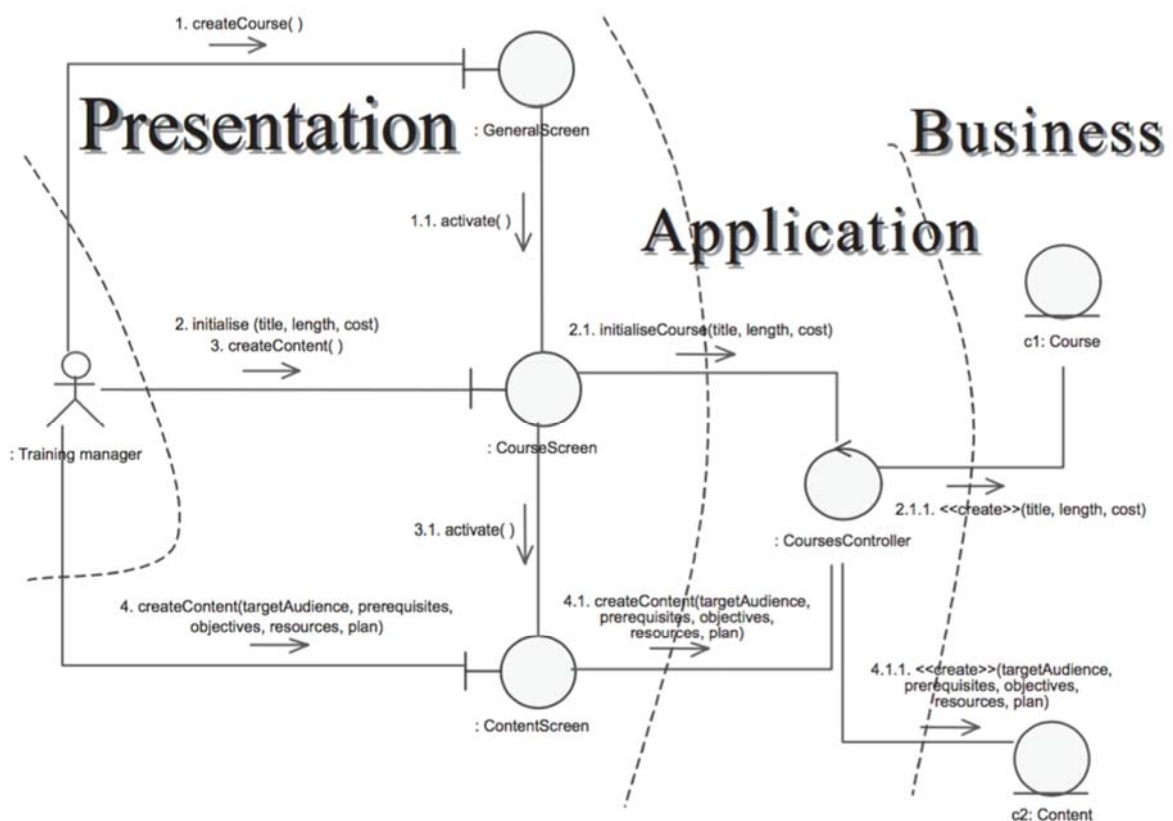 1. createCourse( )
: GeneralScreen
Presentation
Business
1.1. activate( )
Application
c1: Course
2. initialise (title, length, cost)
3. createContent( )
2.1. initialiseCourse(title, length, cost)
: Training manager
: CourseScreen
2.1.1. <<create>>(title, length, cost)
: CoursesController
3.1. activate( )
4. createContent(targetAudience, prerequisites,
objectives, resources, plan)
4.1. createContent(targetAudience,
prerequisites, objectives,
resources, plan)
4.1.1. <<create>>(targetAudience,
prerequisites, objectives,
resources, plan)
: ContentScreen
c2: Content